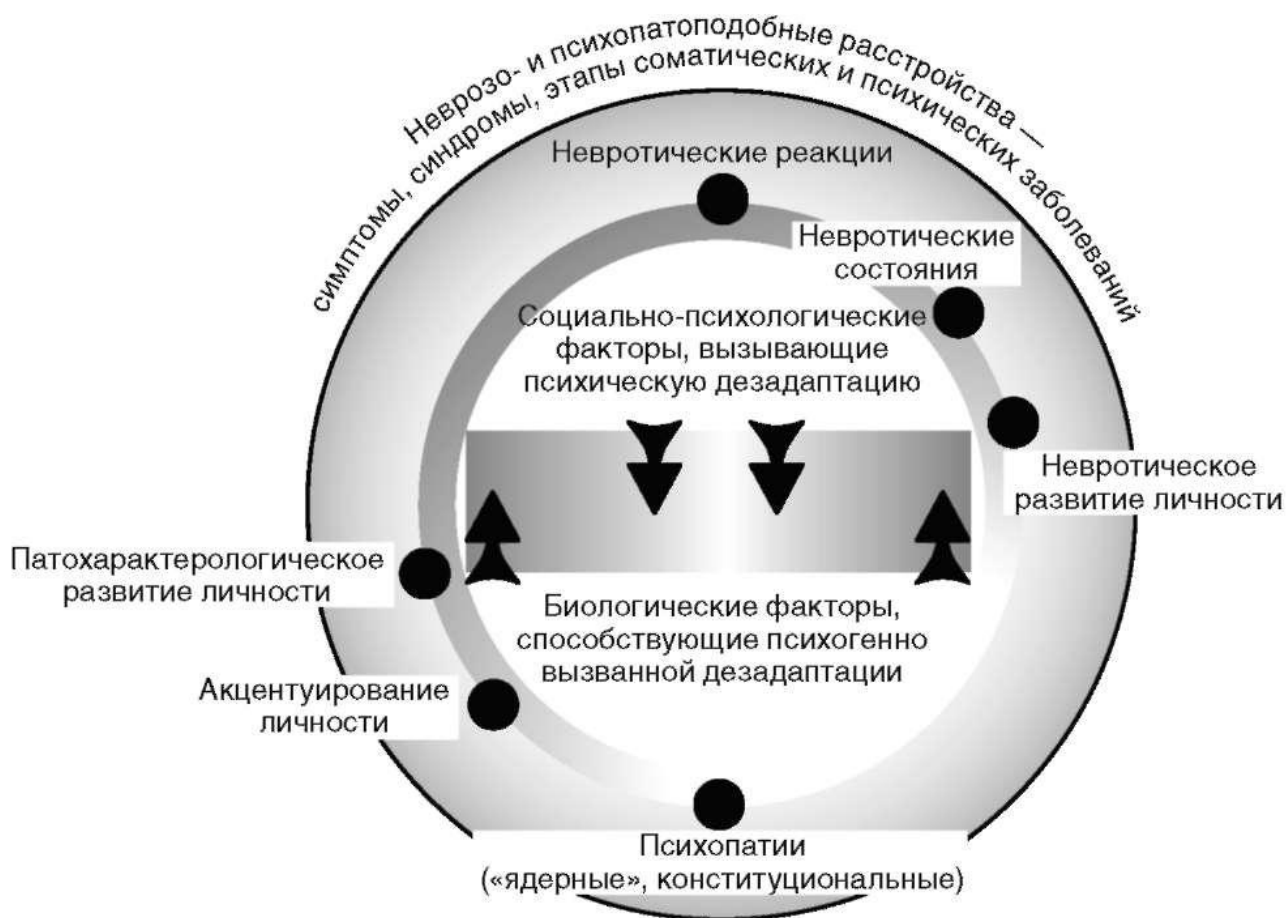 Неврозо- и психопатоподобные расстройства —
симптомы, синдромы, этапы соматических и психических заболеваний
Невротические реакции
Невротические
состояния
Социально-психологические
факторы, вызывающие
психическую дезадаптацию
Невротическое
развитие личности
Патохарактерологическое
развитие личности
Биологические факторы,
способствующие психогенно
вызванной дезадаптации
Акцентуирование
личности
Психопатии
(«ядерные», конституциональные)